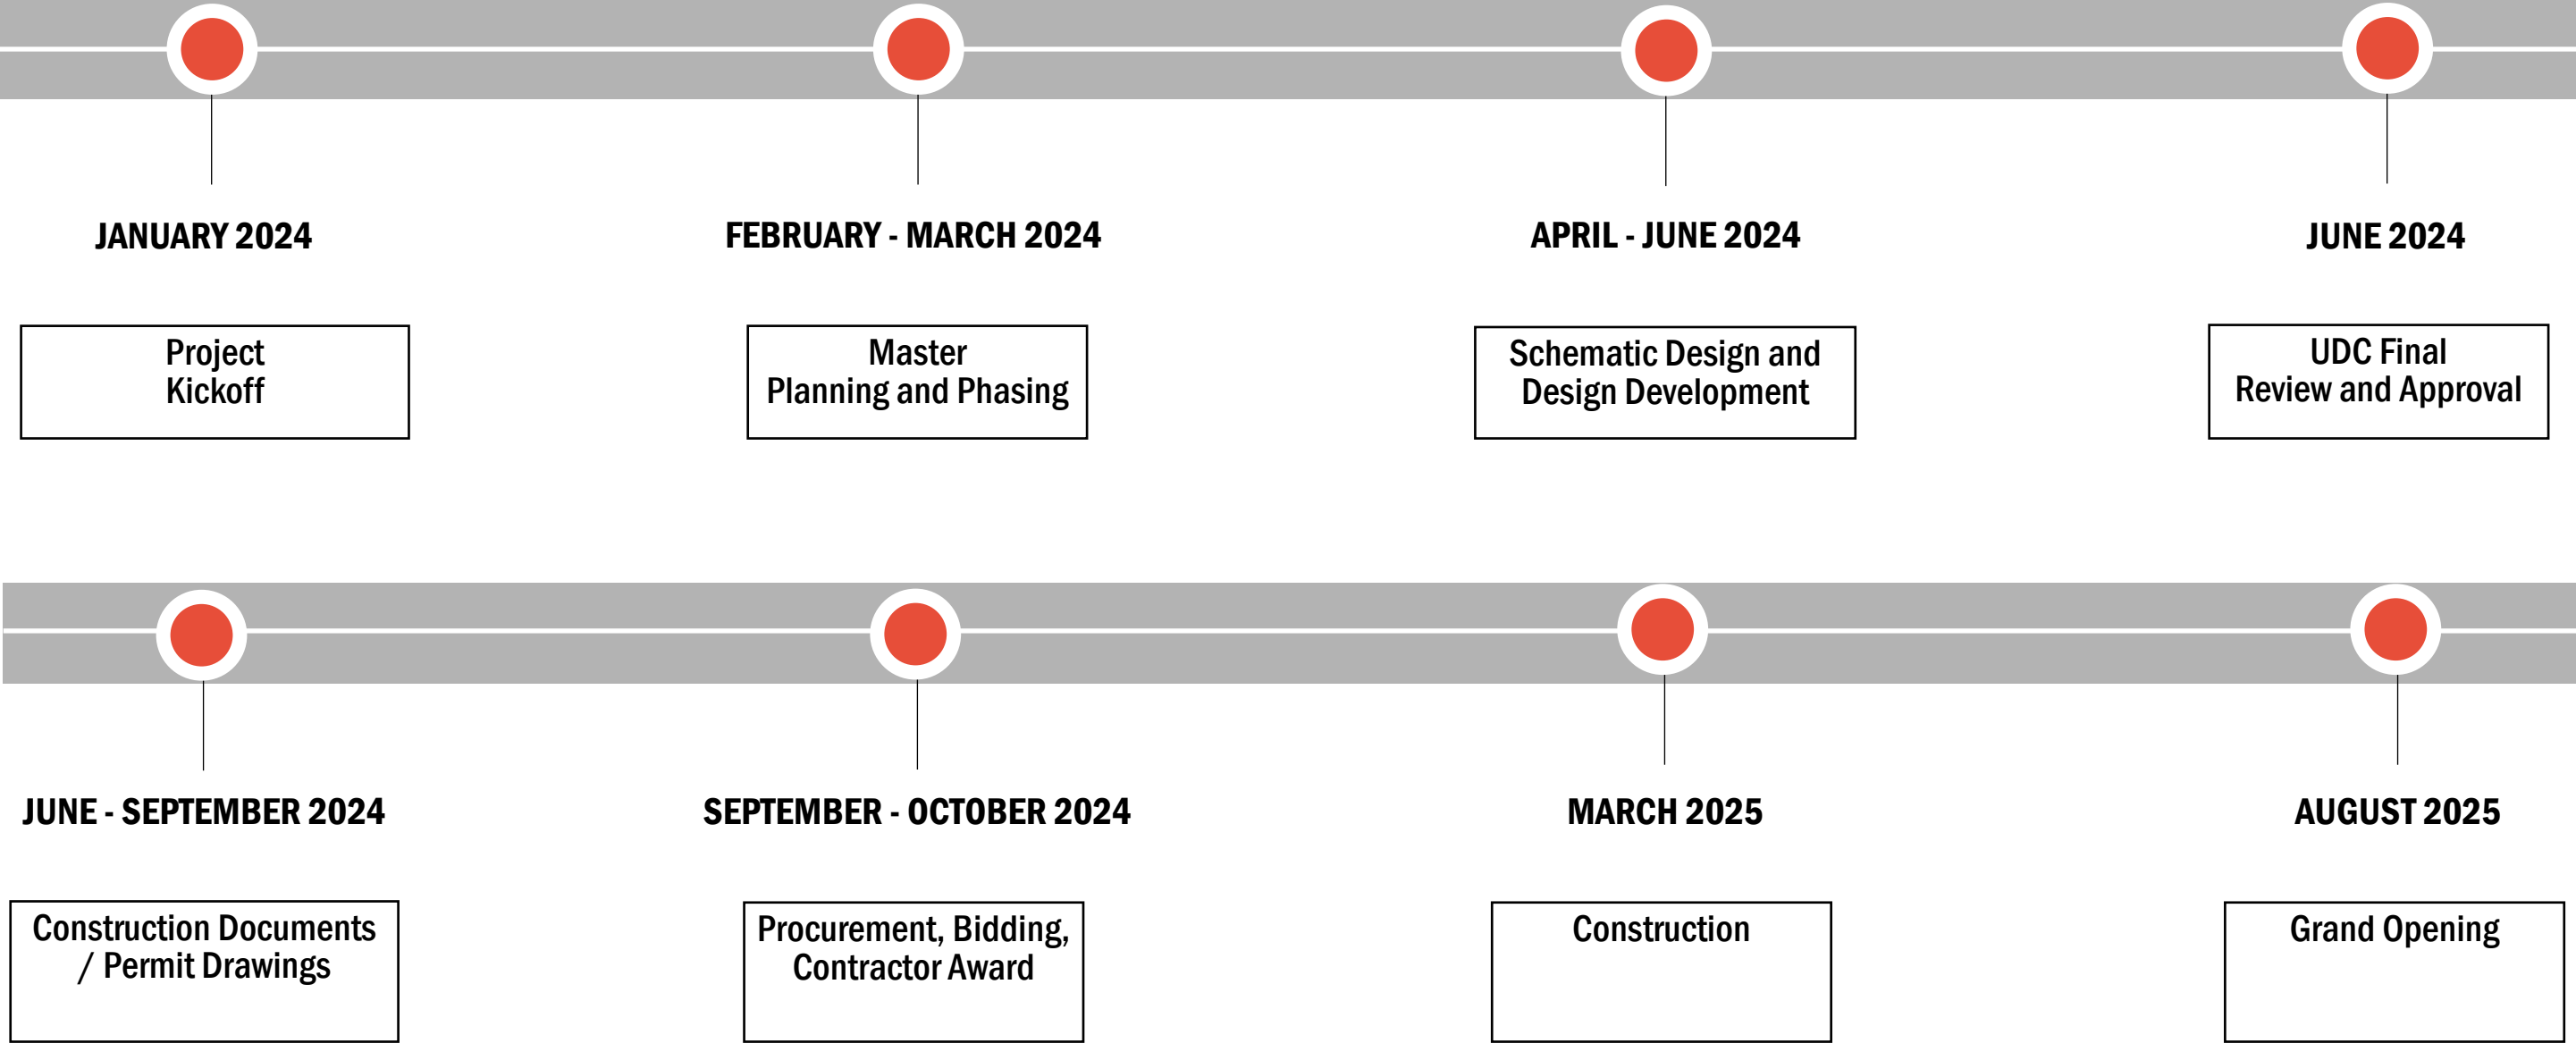 JANUARY 2024
FEBRUARY - MARCH 2024
APRIL - JUNE 2024
JUNE 2024
Project
Kickoff
Master
Planning and Phasing
Schematic Design and
Design Development
UDC Final
Review and Approval
JUNE - SEPTEMBER 2024
SEPTEMBER - OCTOBER 2024
MARCH 2025
AUGUST 2025
Construction Documents
/ Permit Drawings
Procurement, Bidding,
Contractor Award
Construction
Grand Opening